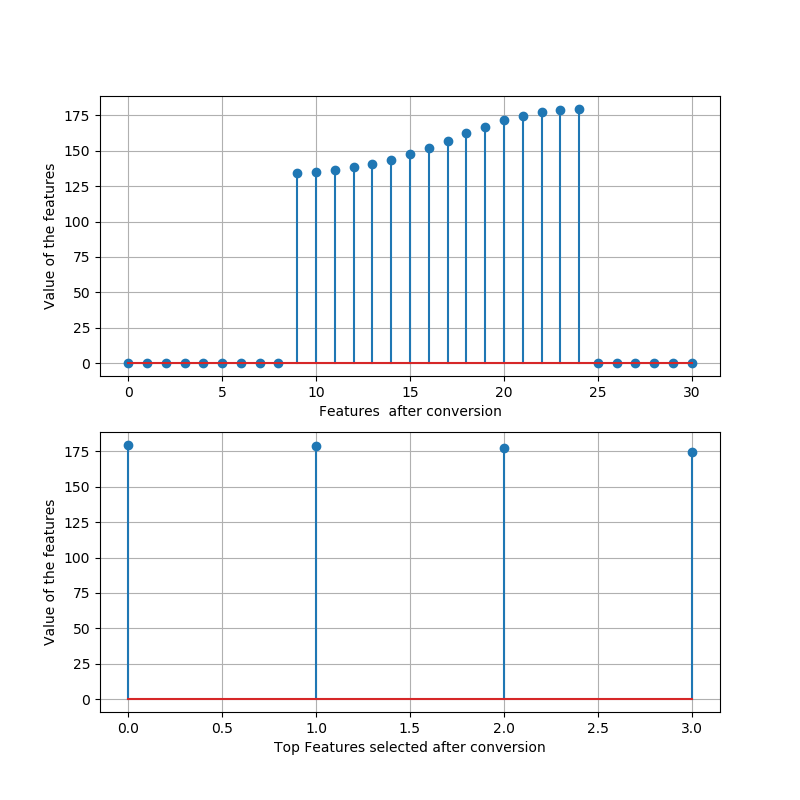 175
150
125
100
75
50
25
0
Value of the features
0 5 10 15 20 25 30
Features  after conversion
175
150
125
100
75
50
25
0
Value of the features
0.0 0.5 1.0 1.5 2.0 2.5 3.0
Top Features selected after conversion